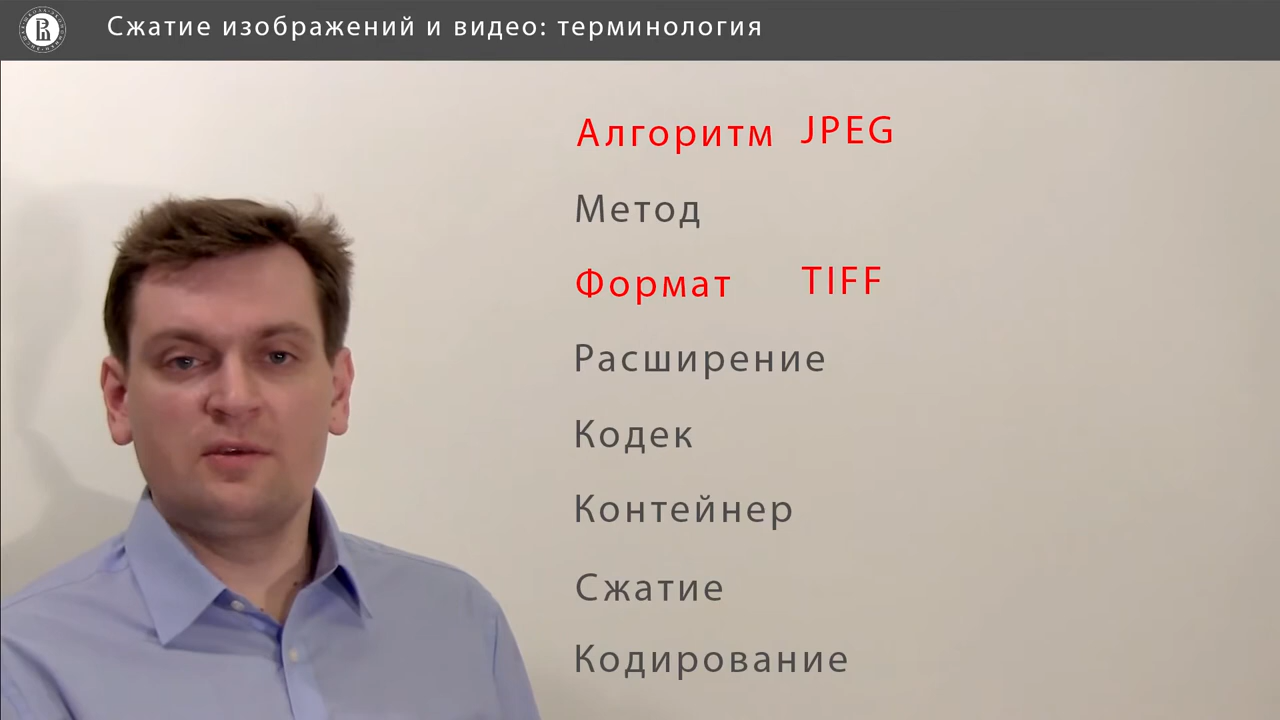 Сжатие изображений и видео: терминология
Алгоритм JPEG
Метод
Формат TIFF
Расширение
Кодек
Контейнер
Сжатие
Кодирование